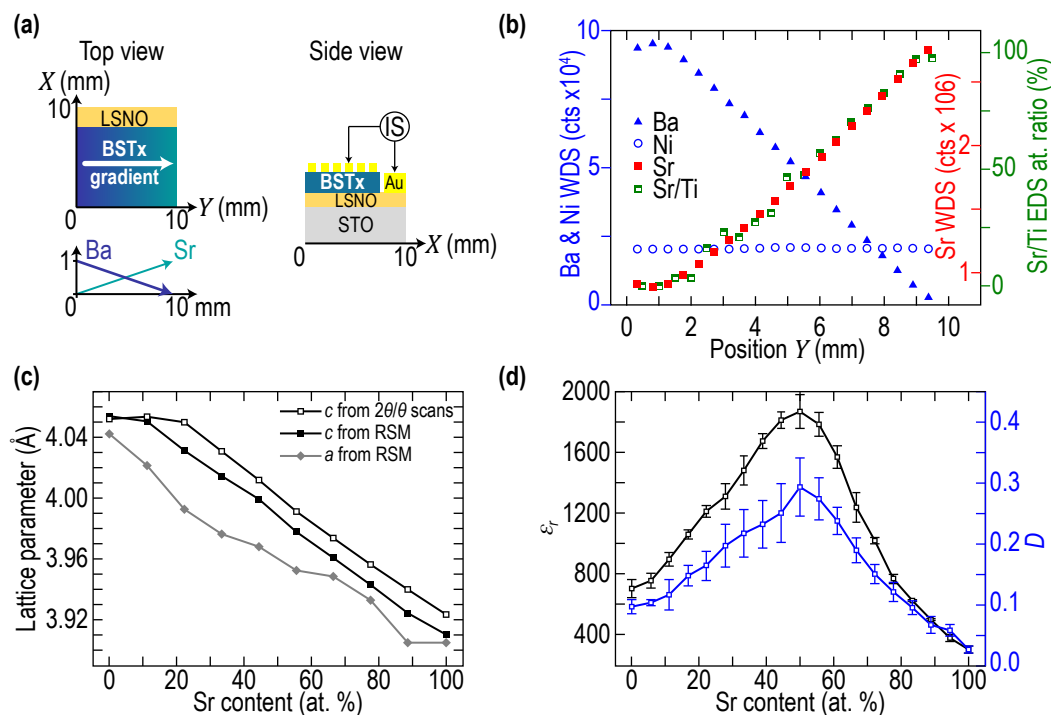 (a)
Top view
Side view
X (mm)
10
LSNO
BSTx
gradient
0
10
Y (mm)
Ba
Sr
1
0
10 mm
IS
BSTx
Au
LSNO
STO
0
10
X (mm)
(b)
10
5
0
Ba & Ni WDS (cts x10⁴)
Ba
Ni
Sr
Sr/Ti
0
2
4
6
8
10
Position Y (mm)
2
1
Sr WDS (cts x 106)
100
50
0
Sr/Ti EDS at. ratio (%)
(c)
4.04
4.00
3.96
3.92
Lattice parameter (Å)
c from 2θ/θ scans
c from RSM
a from RSM
0
20
40
60
80
100
Sr content (at. %)
(d)
2000
1600
1200
800
400
εr
0.4
0.3
0.2
0.1
0.0
D
0
20
40
60
80
100
Sr content (at. %)